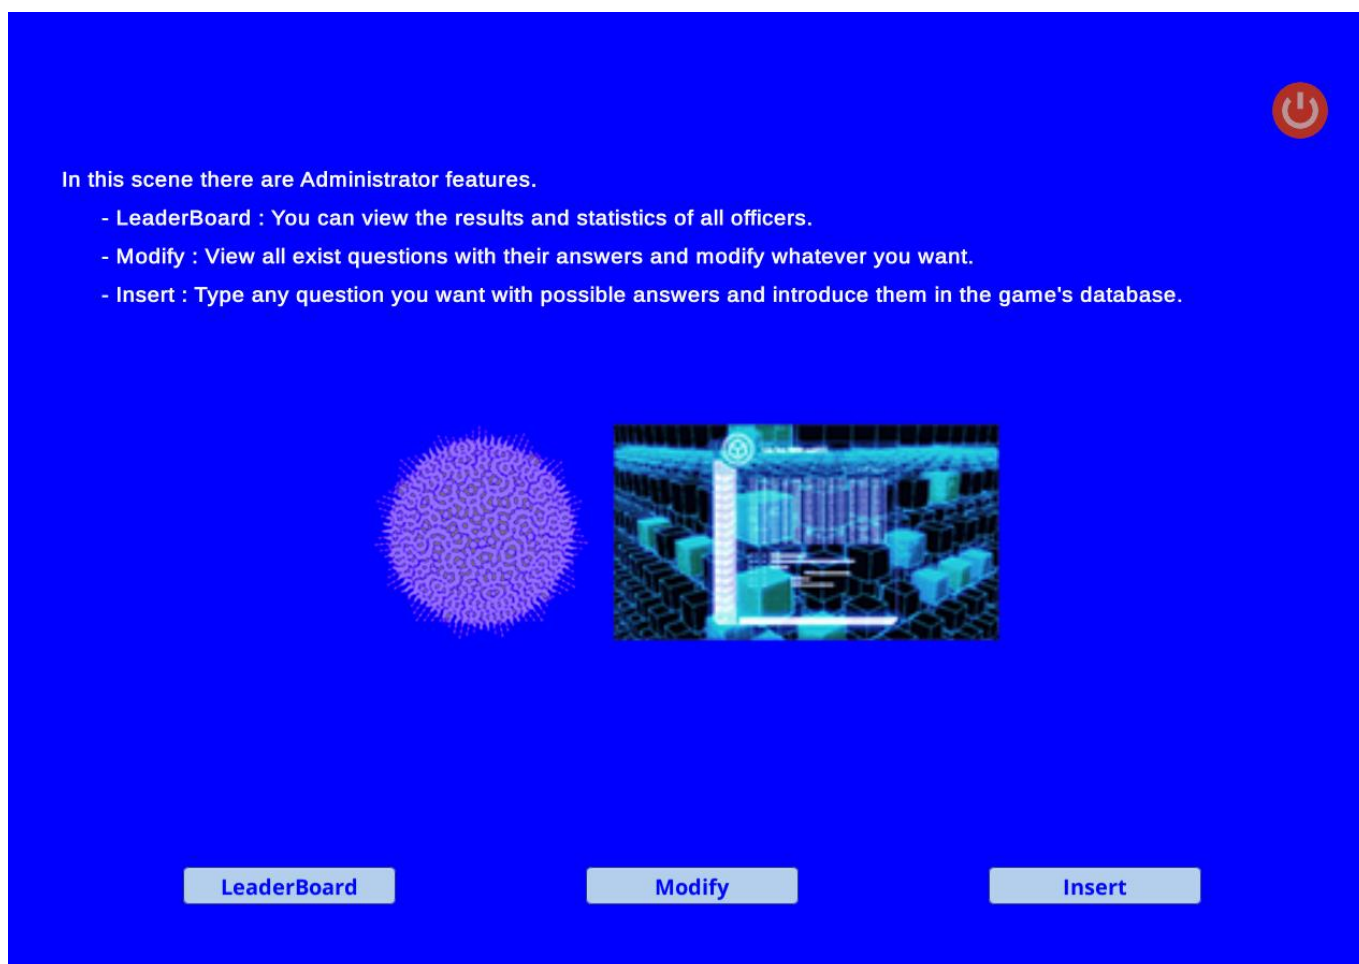 In this scene there are Administrator features.
- LeaderBoard : You can view the results and statistics of all officers.
- Modify : View all exist questions with their answers and modify whatever you want.
- Insert : Type any question you want with possible answers and introduce them in the game's database.
LeaderBoard
Modify
Insert